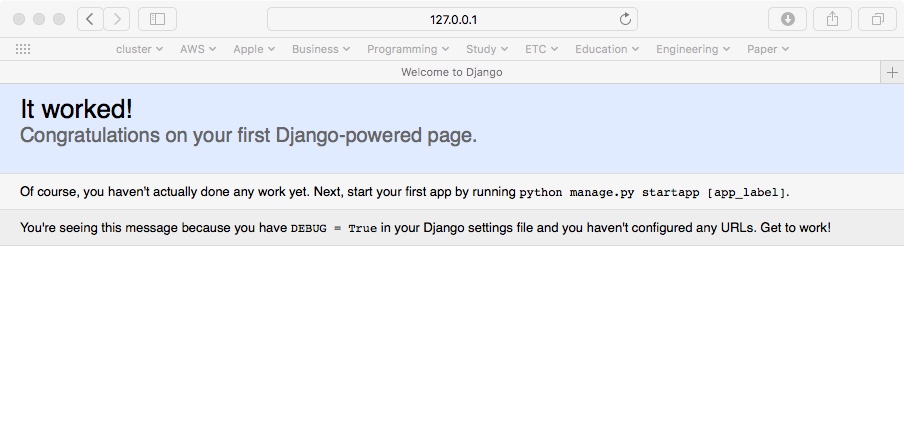 127.0.0.1
cluster AWS Apple Business Programming Study ETC Education Engineering Paper
Welcome to Django
It worked!
Congratulations on your first Django-powered page.
Of course, you haven't actually done any work yet. Next, start your first app by running python manage.py startapp [app_label].
You're seeing this message because you have DEBUG = True in your Django settings file and you haven't configured any URLs. Get to work!